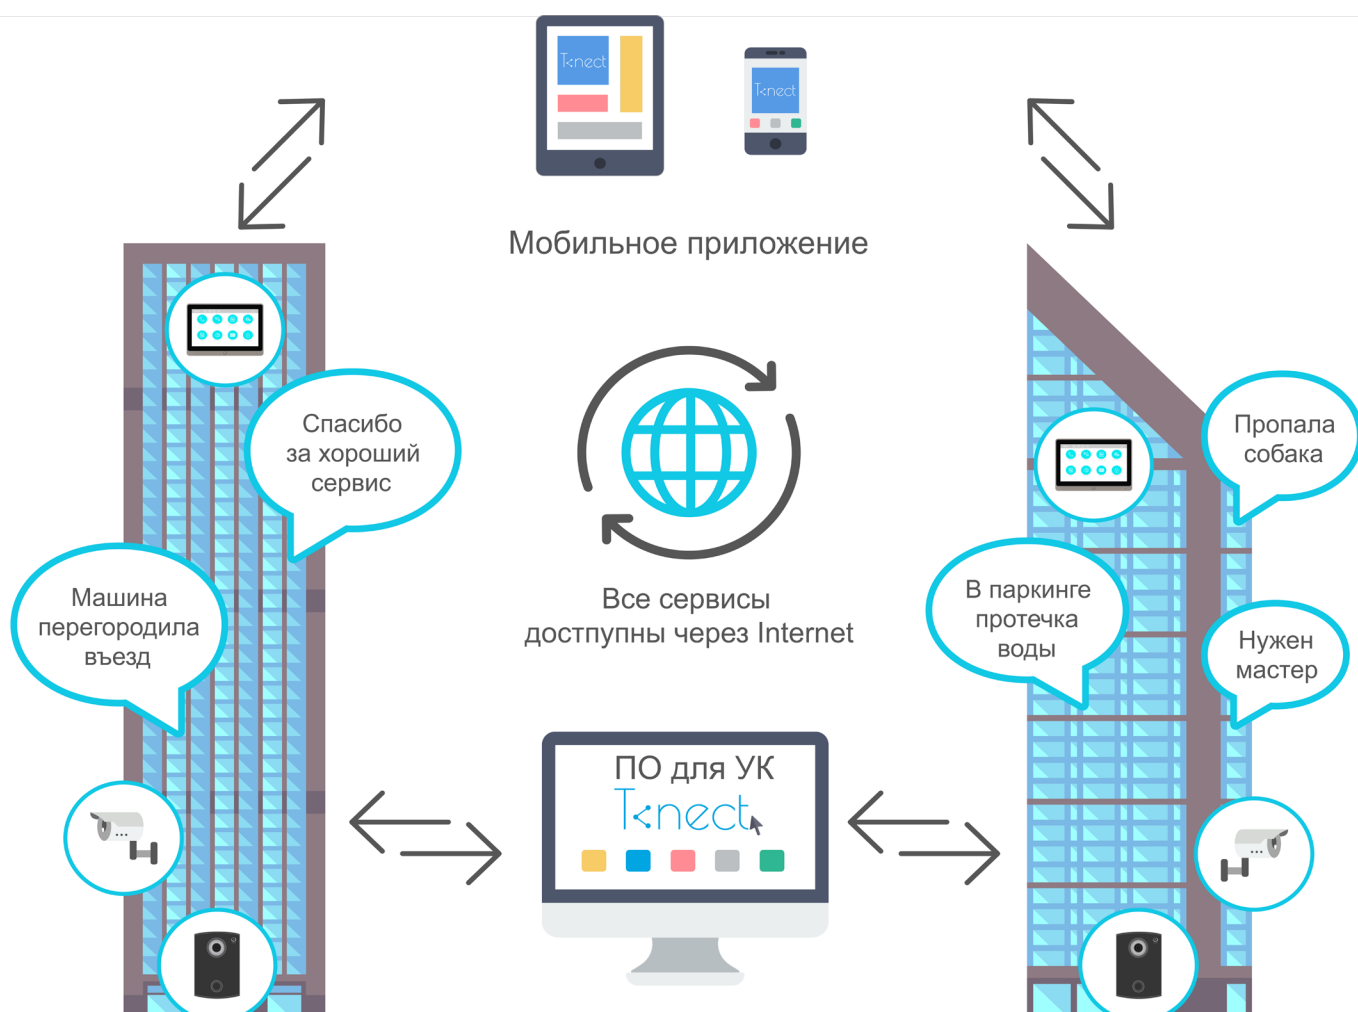 T<nect
T<nect
Мобильное приложение
Спасибо
за хороший
сервис
Пропала
собака
Машина
перегородила
въезд
Все сервисы
достпупны через Internet
В паркинге
протечка
воды
Нужен
мастер
ПО для УК
T<nect